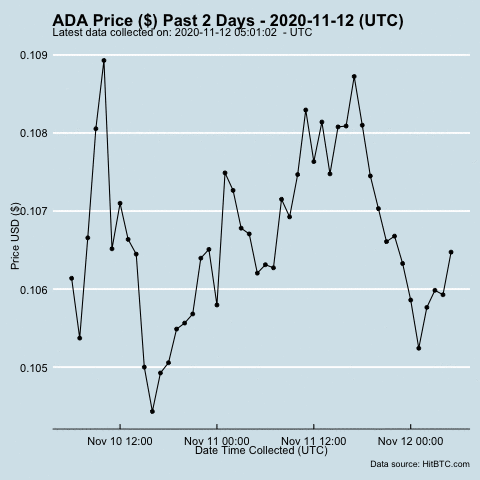 ADA Price ($) Past 2 Days - 2020-11-12 (UTC)
Latest data collected on: 2020-11-12 05:01:02 - UTC
0.109
0.108
0.107
0.106
0.105
Price USD ($)
Nov 10 12:00
Nov 11 00:00
Nov 11 12:00
Nov 12 00:00
Date Time Collected (UTC)
Data source: HitBTC.com